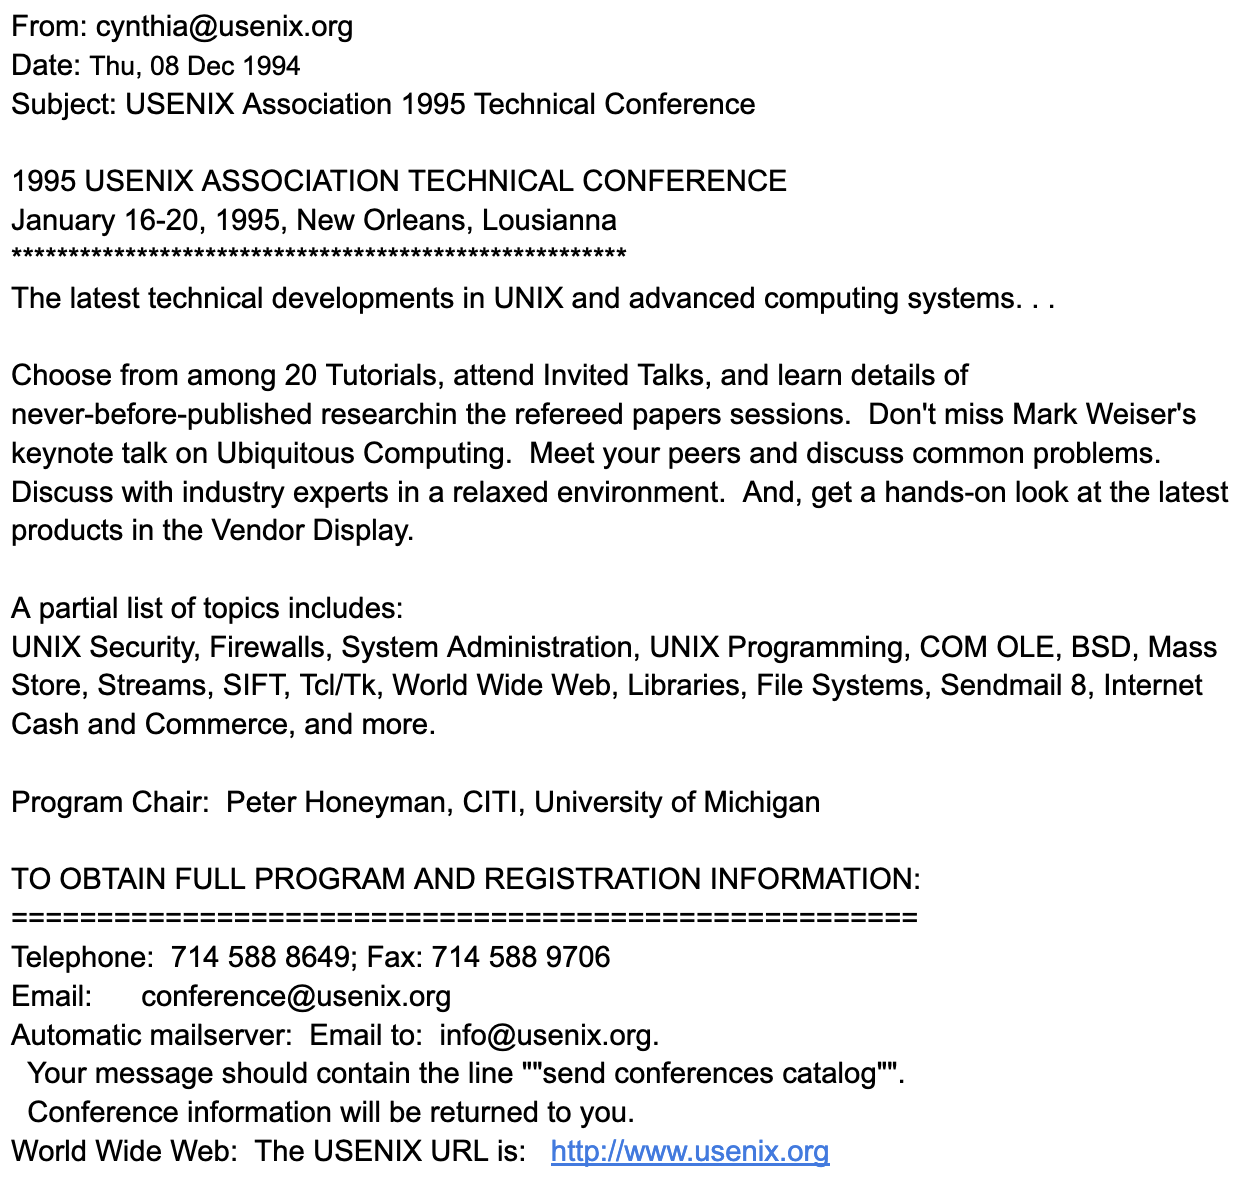 From: cynthia@usenix.org
Date: Thu, 08 Dec 1994
Subject: USENIX Association 1995 Technical Conference
1995 USENIX ASSOCIATION TECHNICAL CONFERENCE
January 16-20, 1995, New Orleans, Lousianna
******************************************************
The latest technical developments in UNIX and advanced computing systems. . .
Choose from among 20 Tutorials, attend Invited Talks, and learn details of
never-before-published researchin the refereed papers sessions.  Don't miss Mark Weiser's
keynote talk on Ubiquitous Computing.  Meet your peers and discuss common problems.
Discuss with industry experts in a relaxed environment.  And, get a hands-on look at the latest
products in the Vendor Display.
A partial list of topics includes:
UNIX Security, Firewalls, System Administration, UNIX Programming, COM OLE, BSD, Mass
Store, Streams, SIFT, Tcl/Tk, World Wide Web, Libraries, File Systems, Sendmail 8, Internet
Cash and Commerce, and more.
Program Chair:  Peter Honeyman, CITI, University of Michigan
TO OBTAIN FULL PROGRAM AND REGISTRATION INFORMATION:
=====================================================
Telephone:  714 588 8649; Fax: 714 588 9706
Email:      conference@usenix.org
Automatic mailserver:  Email to:  info@usenix.org.
  Your message should contain the line ""send conferences catalog"".
  Conference information will be returned to you.
World Wide Web:  The USENIX URL is:   http://www.usenix.org